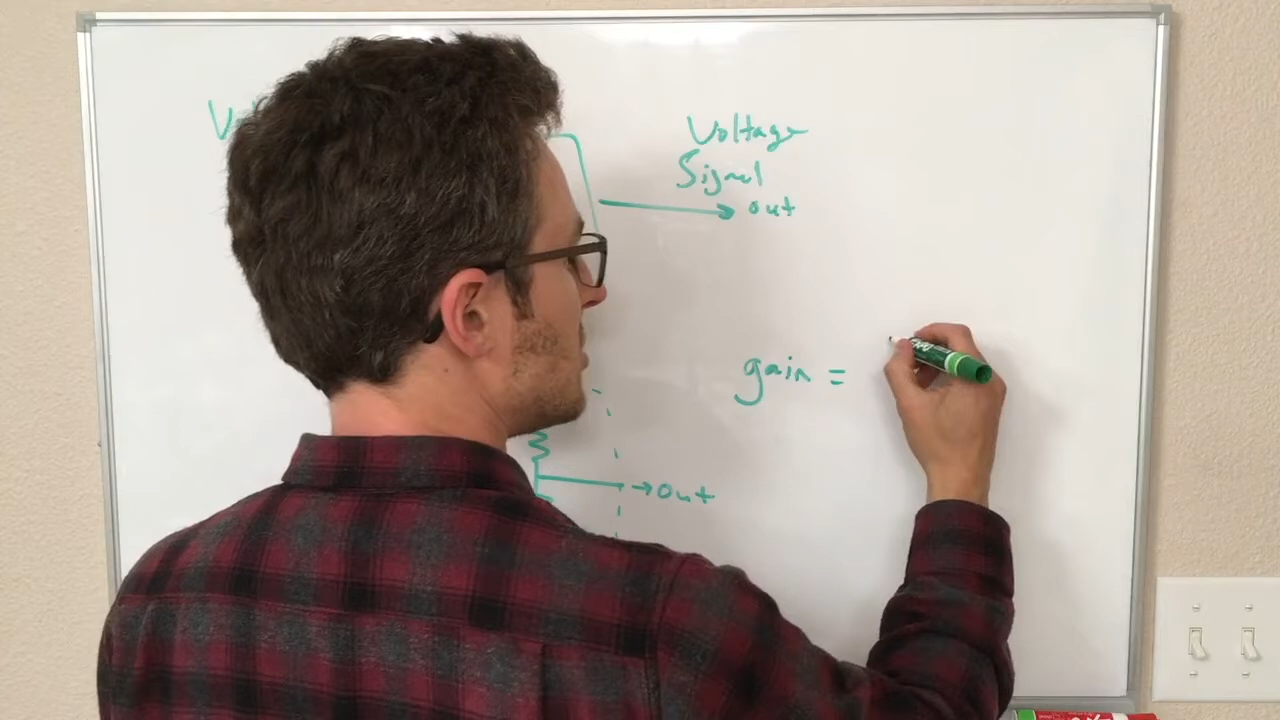 Voltage
Signal
out
gain =
→out